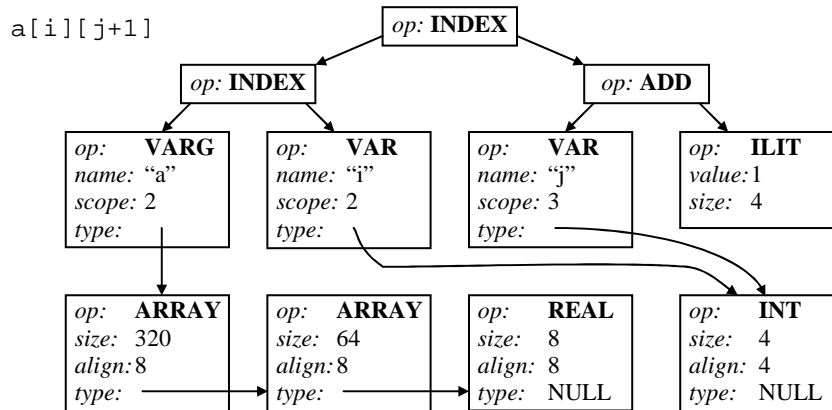 a[i][j+1]
op: INDEX
op: INDEX
op: ADD
op: VARG
name: “a”
scope: 2
type:
op: VAR
name: “i”
scope: 2
type:
op: VAR
name: “j”
scope: 3
type:
op: ILIT
value: 1
size: 4
op: ARRAY
size: 320
align: 8
type:
op: ARRAY
size: 64
align: 8
type:
op: REAL
size: 8
align: 8
type: NULL
op: INT
size: 4
align: 4
type: NULL